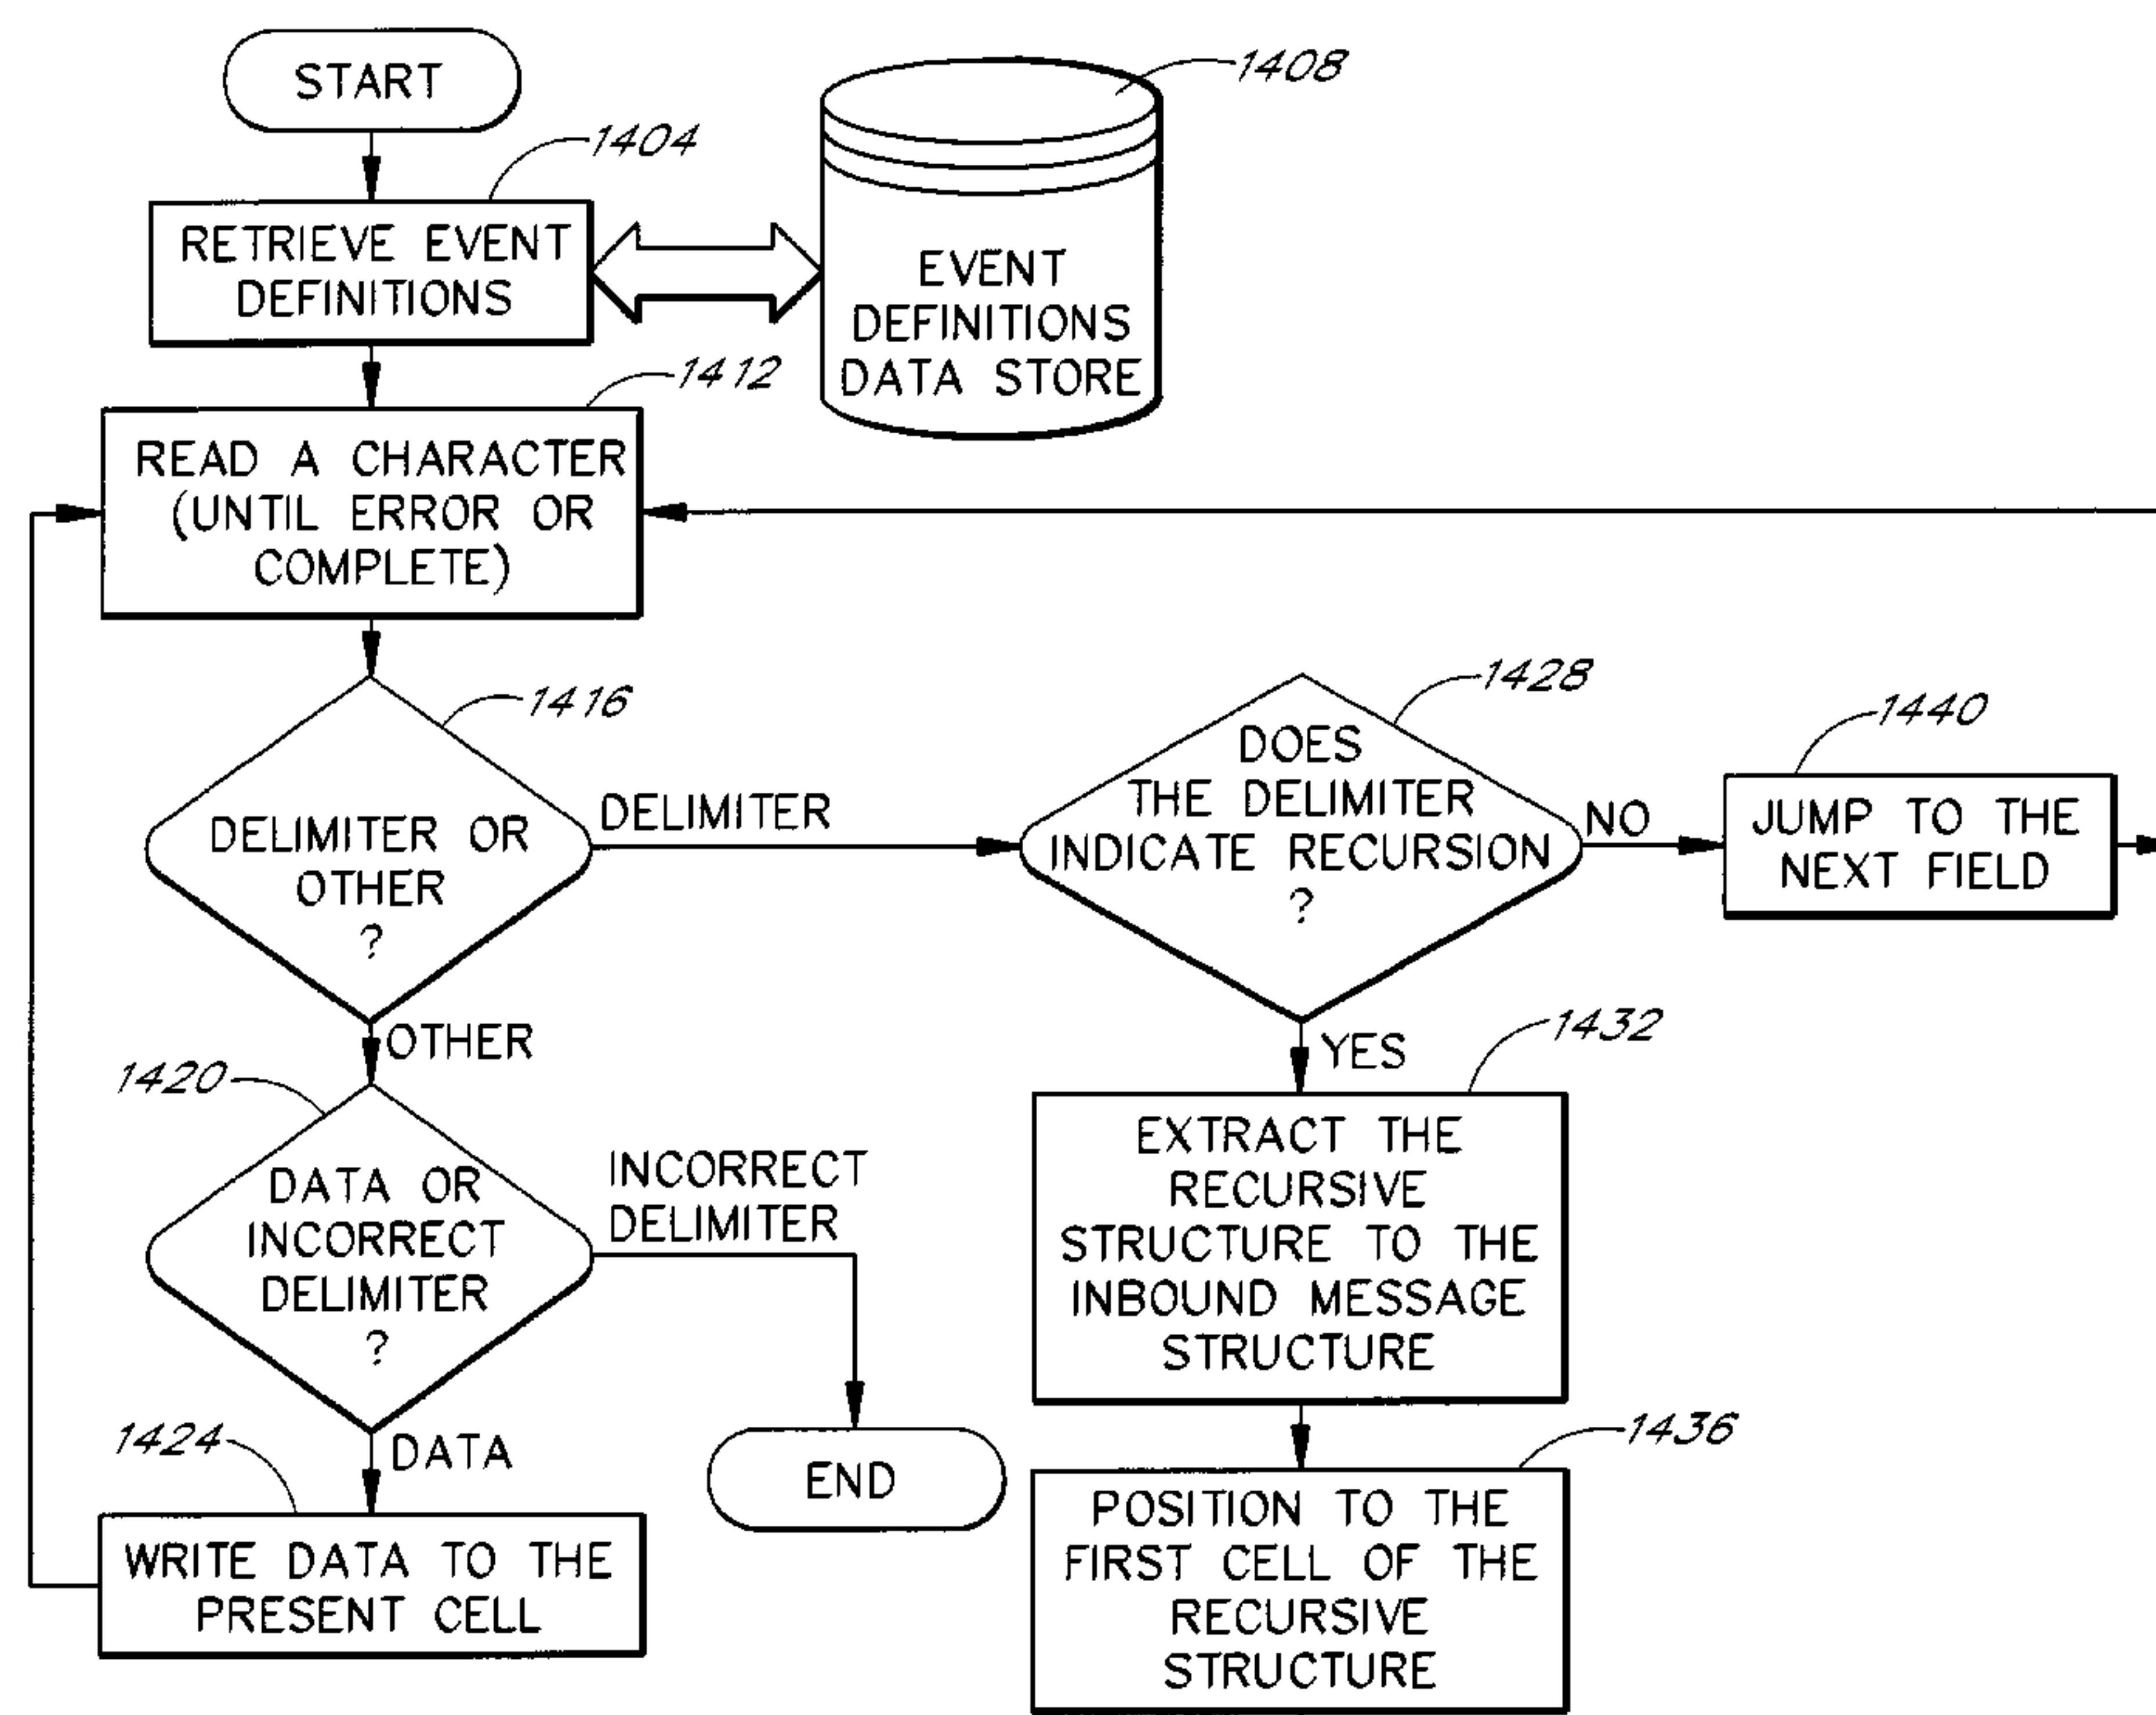 START
1408
1404
RETRIEVE EVENT
DEFINITIONS
EVENT
DEFINITIONS
DATA STORE
1412
READ A CHARACTER
(UNTIL ERROR OR
COMPLETE)
1416
DELIMITER OR
OTHER
?
DELIMITER
1428
DOES
THE DELIMITER
INDICATE RECURSION
?
NO
1440
JUMP TO THE
NEXT FIELD
OTHER
YES
1420
DATA OR
INCORRECT
DELIMITER
?
INCORRECT
DELIMITER
1432
EXTRACT THE
RECURSIVE
STRUCTURE TO THE
INBOUND MESSAGE
STRUCTURE
1424
DATA
END
1436
WRITE DATA TO THE
PRESENT CELL
POSITION TO THE
FIRST CELL OF THE
RECURSIVE
STRUCTURE